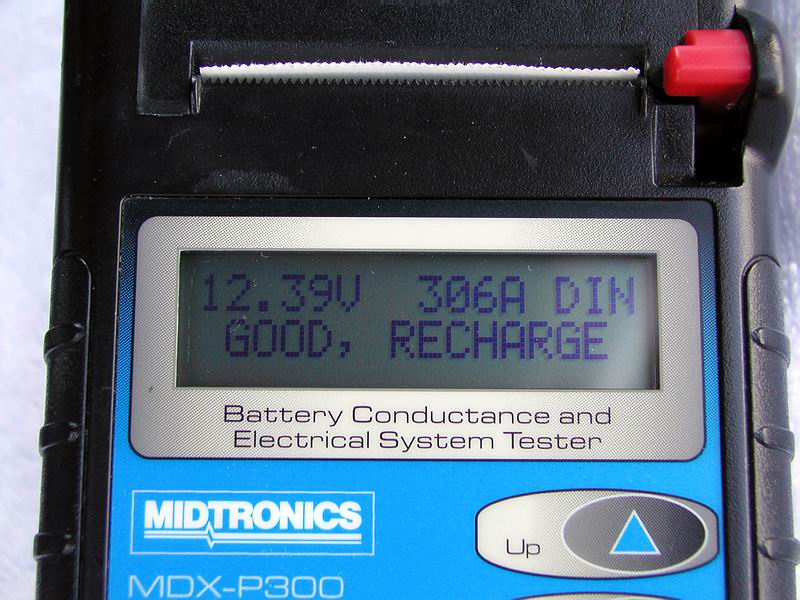 12.39V 306A DIN
GOOD, RECHARGE
Battery Conductance and
Electrical System Tester
MIDTRONICS
Up
MDX-P300